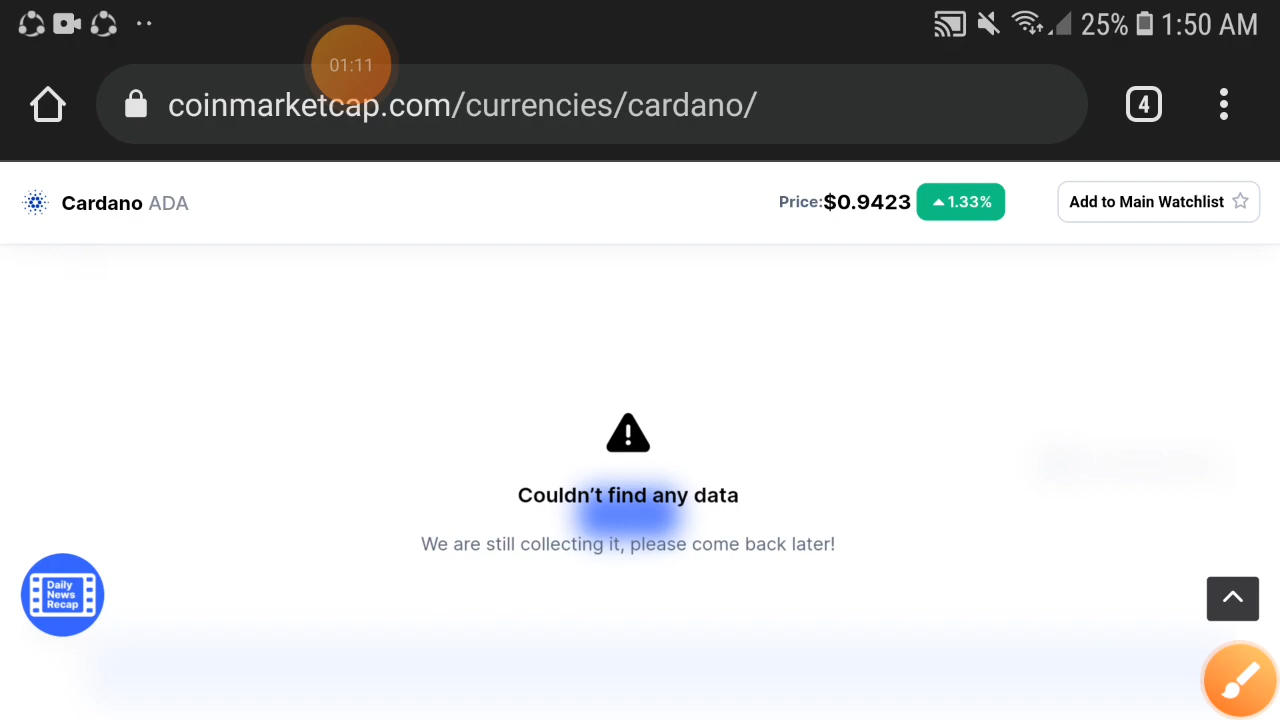 25% 1:50 AM
01:11
coinmarketcap.com/currencies/cardano/
4
Cardano ADA
Price:$0.9423 1.33%
Add to Main Watchlist
Couldn’t find any data
We are still collecting it, please come back later!
Daily
News
Recap